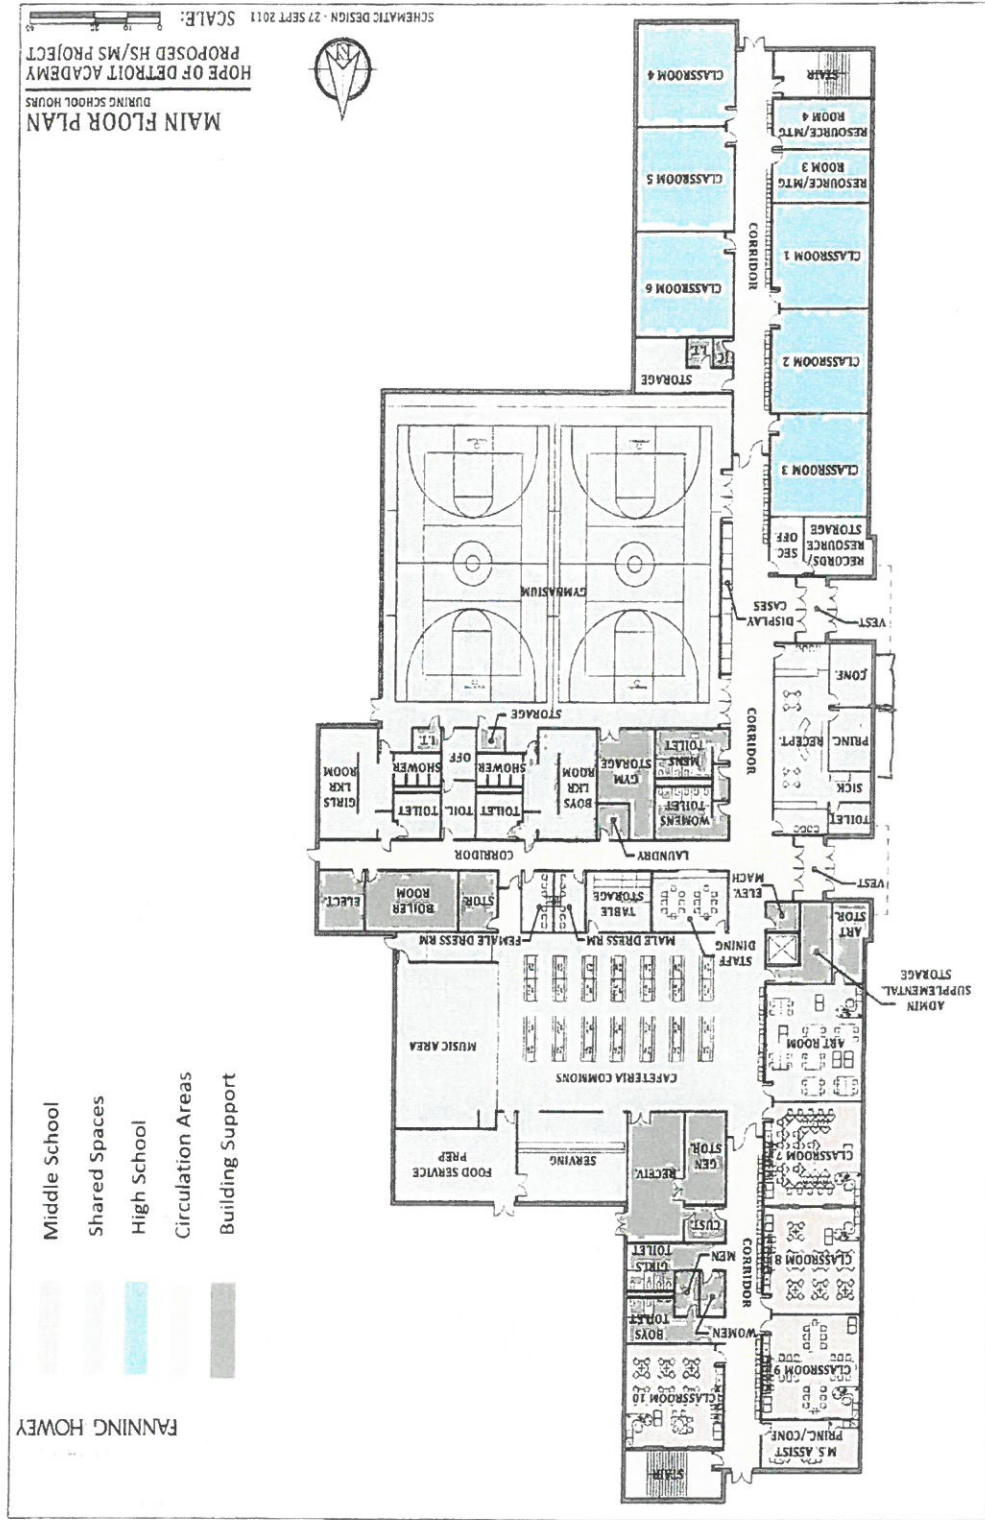 MAIN FLOOR PLAN
DURING SCHOOL HOURS
HOPE OF DETROIT ACADEMY
PROPOSED HS/MS PROJECT
SCHEMATIC DESIGN - 27 SEPT 2011 SCALE:
N
FANNING HOWEY
Middle School
Shared Spaces
High School
Circulation Areas
Building Support
STAIR
M.S. ASSIST
PRINC./CONF
CLASSROOM 10
CLASSROOM 9
WOMEN
BOYS
TOILET
CORRIDOR
CLASSROOM 8
MEN
GIRLS
TOILET
CUST.
RECEIV.
GEN
STOR.
CLASSROOM 7
SERVING
FOOD SERVICE
PREP
CAFETERIA COMMONS
MUSIC AREA
ART ROOM
ADMIN
SUPPLEMENTAL
STORAGE
ART
STOR.
STAFF
DINING
MALE DRESS RM
FEMALE DRESS RM
TABLE
STORAGE
STOR.
BOILER
ROOM
ELECT.
ELEV.
MACH
VEST
LAUNDRY
CORRIDOR
TOILET
WOMENS
TOILET
BOYS
LKR
ROOM
TOILET
TOIL.
TOILET
GIRLS
LKR
ROOM
SICK
MENS
TOILET
GYM
STORAGE
SHOWER
OFF
SHOWER
I.T.
PRINC.
RECEPT.
CONF.
CORRIDOR
STORAGE
VEST
DISPLAY
CASES
GYMNASIUM
RECORDS/
RESOURCE
STORAGE
SEC
OFF.
CLASSROOM 3
CLASSROOM 2
STORAGE
I.T.
JC
CLASSROOM 1
CORRIDOR
CLASSROOM 6
RESOURCE/MTG
ROOM 3
CLASSROOM 5
RESOURCE/MTG
ROOM 4
CLASSROOM 4
STAIR